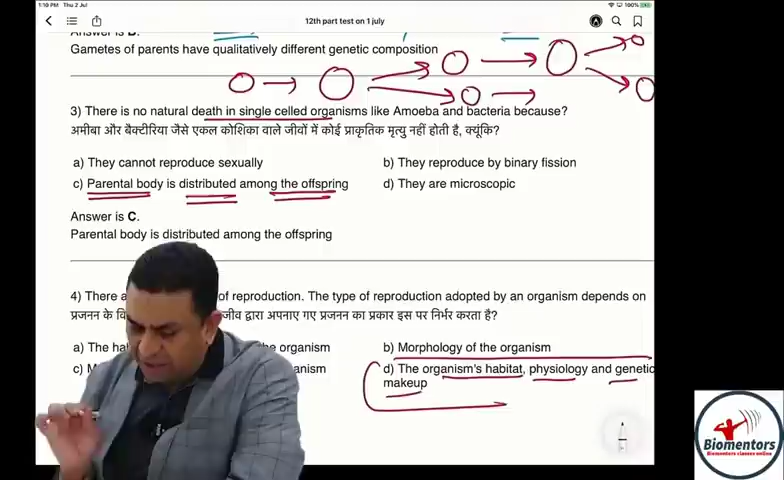 1:10 PM Thu 2 Jul
100%
12th part test on 1 july
Answer is B.
Gametes of parents have qualitatively different genetic composition
3) There is no natural death in single celled organisms like Amoeba and bacteria because?
अमीबा और बैक्टीरिया जैसे एकल कोशिका वाले जीवों में कोई प्राकृतिक मृत्यु नहीं होती है, क्यूंकि?
a) They cannot reproduce sexually
b) They reproduce by binary fission
c) Parental body is distributed among the offspring
d) They are microscopic
Answer is C.
Parental body is distributed among the offspring
4) There of reproduction. The type of reproduction adopted by an organism depends on
प्रजनन के जीव द्वारा अपनाए गए प्रजनन का प्रकार इस पर निर्भर करता है?
a) The organism
b) Morphology of the organism
c)
d) The organism's habitat, physiology and genetic
makeup
Biomentors
Biomentors classes online